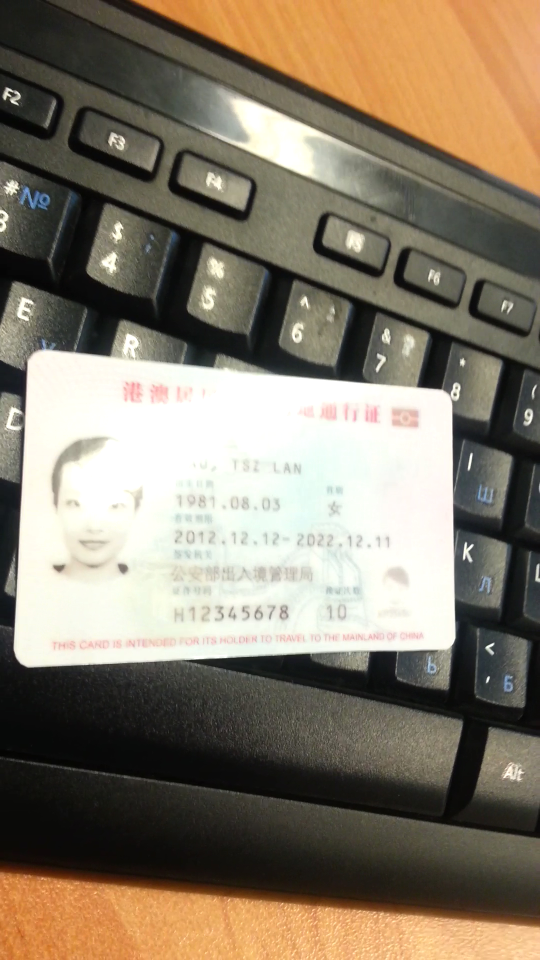 F2
F3
F4
F5
F6
F7
# №
3
$ ;
4
%
5
^
6
&
7
*
8
(
9
E
R
D
港澳居
通行证
TSZ LAN
1981.08.03
女
2012.12.12-2022.12.11
公安部出入境管理局
H12345678
10
THIS CARD IS INTENDED FOR ITS HOLDER TO TRAVEL TO THE MAINLAND OF CHINA
I Ш
K Л
Ь
<
, Б
Alt